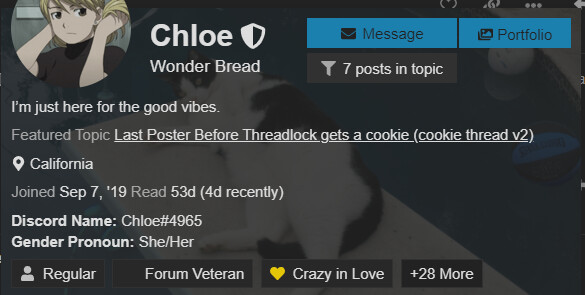 Chloe
Message
Portfolio
Wonder Bread
7 posts in topic
I'm just here for the good vibes.
Featured Topic Last Poster Before Threadlock gets a cookie (cookie thread v2)
California
Joined Sep 7, '19 Read 53d (4d recently)
Discord Name: Chloe#4965
Gender Pronoun: She/Her
Regular
Forum Veteran
Crazy in Love
+28 More